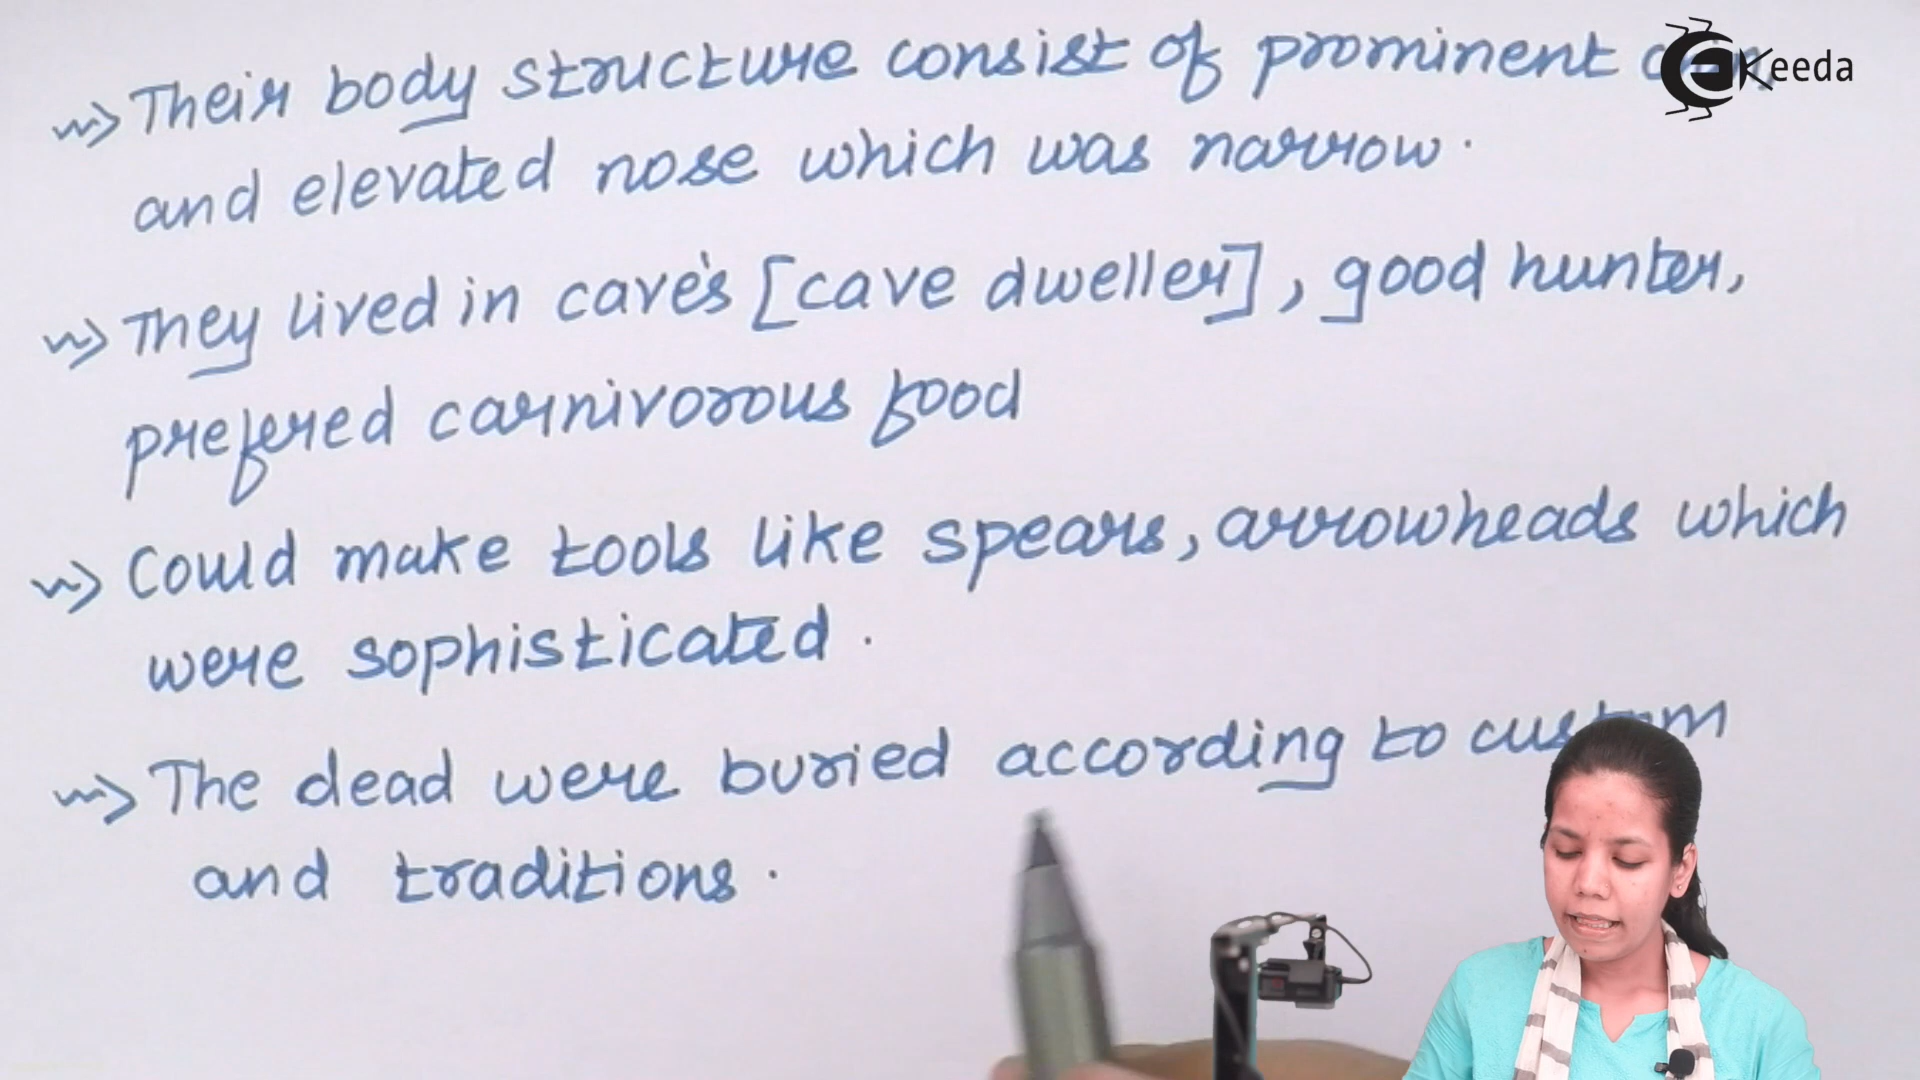 Their body structure consist of prominent
Keeda
and elevated nose which was narrow.
They lived in cave's [cave dweller], good hunter,
prefered carnivorous food
Could make tools like spears, arrowheads which
were sophisticated.
The dead were buried according to custom
and traditions.